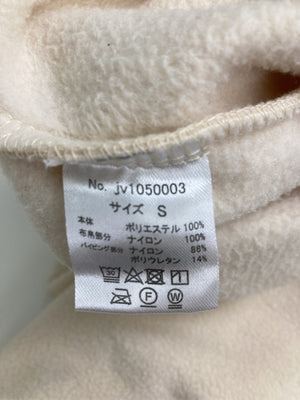 No. jv1050003
サイズ S
本体 ポリエステル 100%
布帛部分 ナイロン 100%
パイピング部分 ナイロン 86%
ポリウレタン 14%
30
F W